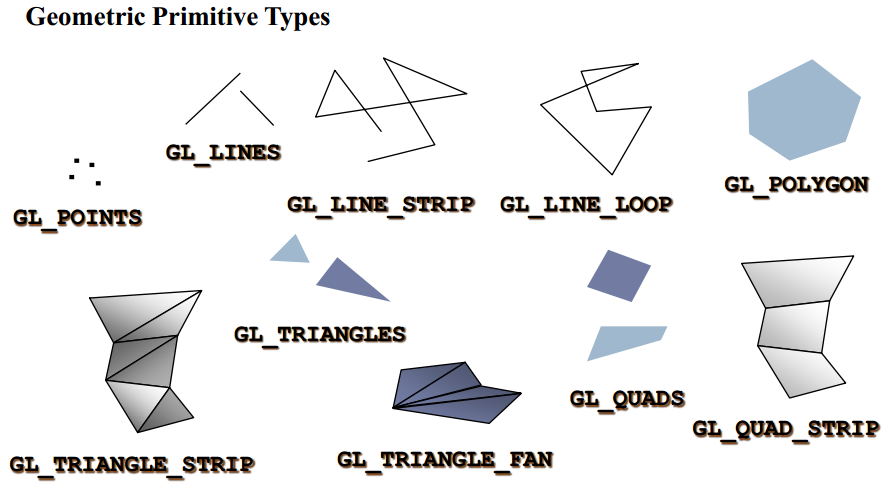 Geometric Primitive Types
GL_LINES
GL_POINTS
GL_LINE_STRIP
GL_LINE_LOOP
GL_POLYGON
GL_TRIANGLES
GL_QUADS
GL_QUAD_STRIP
GL_TRIANGLE_STRIP
GL_TRIANGLE_FAN